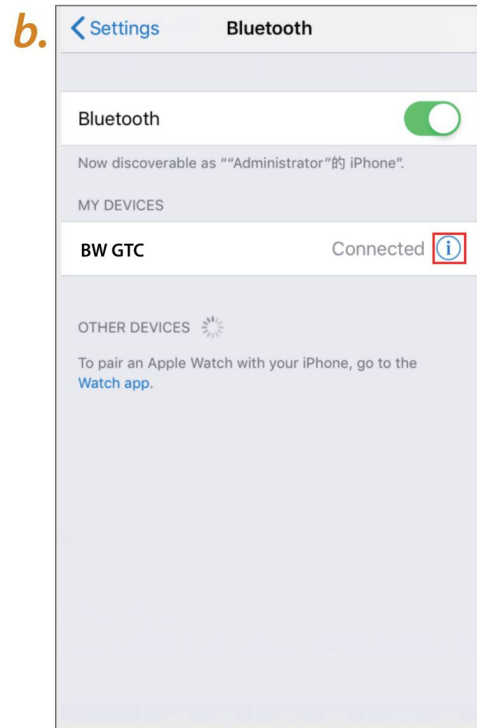 b.
Settings Bluetooth
Bluetooth
Now discoverable as ""Administrator"的 iPhone".
MY DEVICES
BW GTC Connected i
OTHER DEVICES
To pair an Apple Watch with your iPhone, go to the
Watch app.